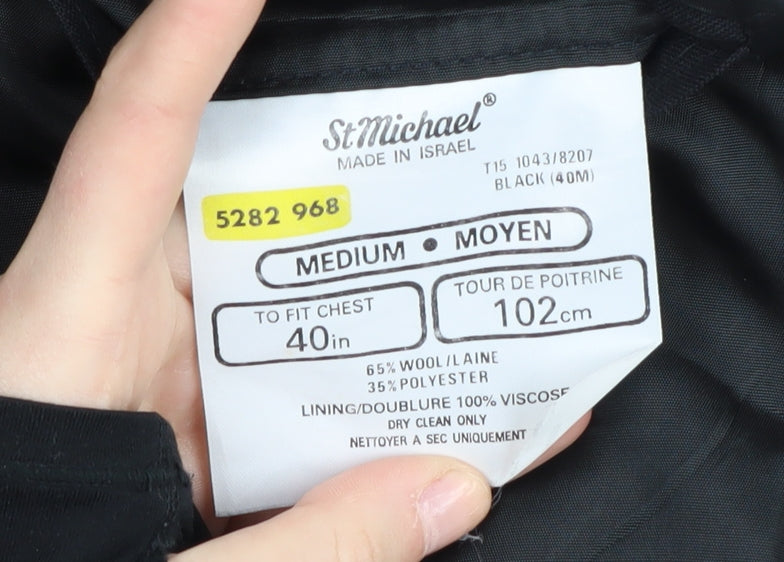 StMichael®
MADE IN ISRAEL
T15 1043/8207
BLACK (40M)
5282 968
MEDIUM • MOYEN
TO FIT CHEST
40in
TOUR DE POITRINE
102cm
65% WOOL/LAINE
35% POLYESTER
LINING/DOUBLURE 100% VISCOSE
DRY CLEAN ONLY
NETTOYER A SEC UNIQUEMENT